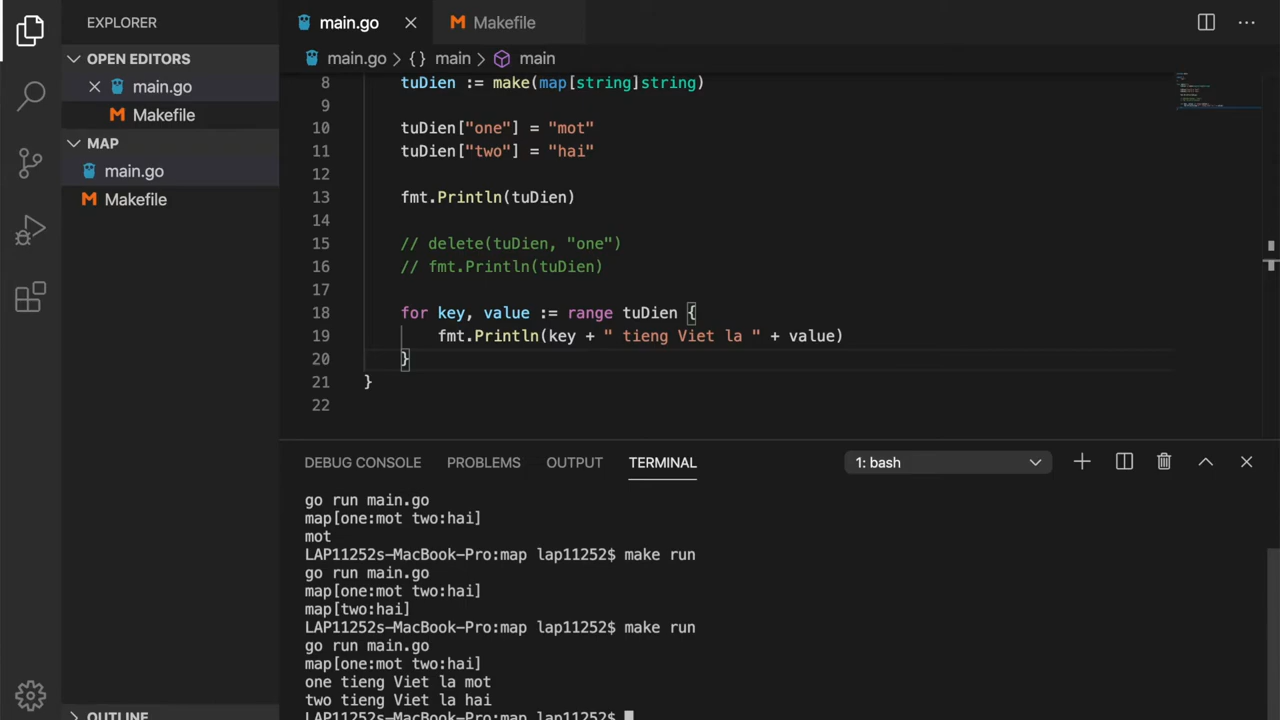 EXPLORER
OPEN EDITORS
main.go
Makefile
MAP
main.go
Makefile
OUTLINE
main.go
Makefile
main.go > {} main > main
8 tuDien := make(map[string]string)
9
10 tuDien["one"] = "mot"
11 tuDien["two"] = "hai"
12
13 fmt.Println(tuDien)
14
15 // delete(tuDien, "one")
16 // fmt.Println(tuDien)
17
18 for key, value := range tuDien {
19 fmt.Println(key + " tieng Viet la " + value)
20 }
21 }
22
DEBUG CONSOLE PROBLEMS OUTPUT TERMINAL 1: bash
go run main.go
map[one:mot two:hai]
mot
LAP11252s-MacBook-Pro:map lap11252$ make run
go run main.go
map[one:mot two:hai]
map[two:hai]
LAP11252s-MacBook-Pro:map lap11252$ make run
go run main.go
map[one:mot two:hai]
one tieng Viet la mot
two tieng Viet la hai
LAP11252s-MacBook-Pro:map lap11252$